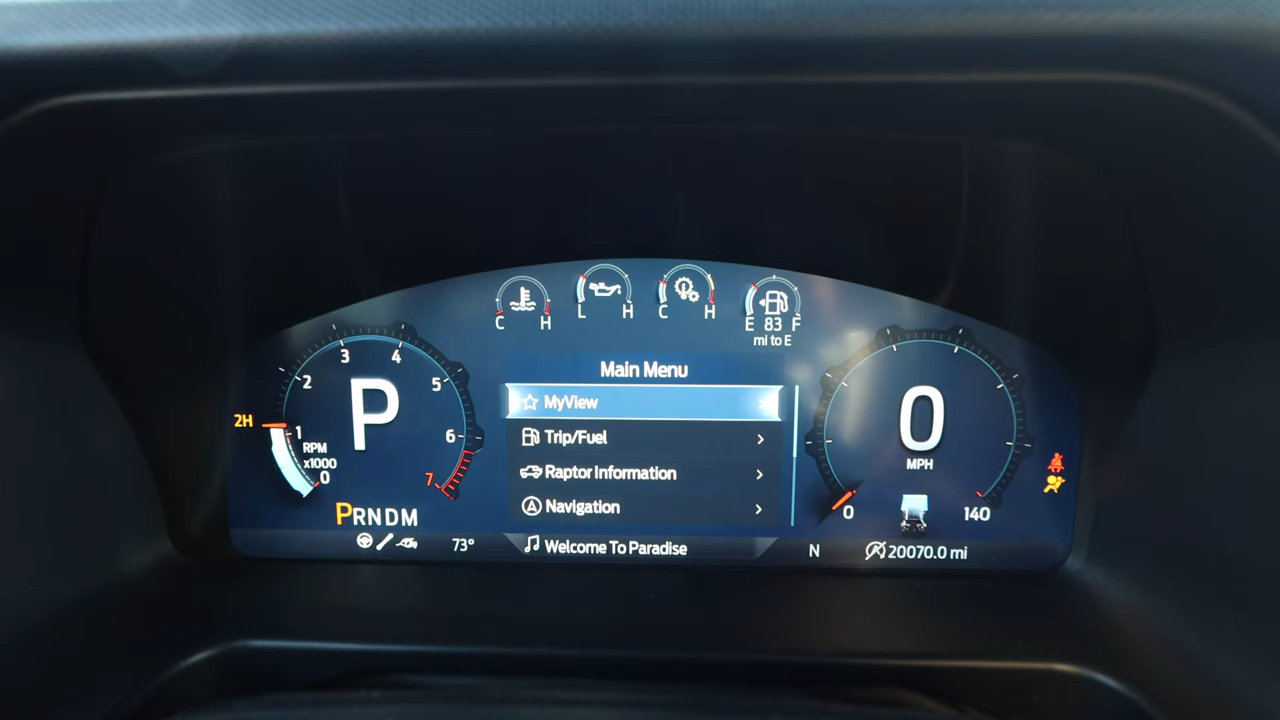 C H
L H
C H
E 83 F
mi to E
Main Menu
MyView
Trip/Fuel
Raptor Information
Navigation
Welcome To Paradise
2H
0
1
2
3
4
5
6
7
RPM
x1000
P
PRNDM
73°
0
MPH
0
140
N
20070.0 mi